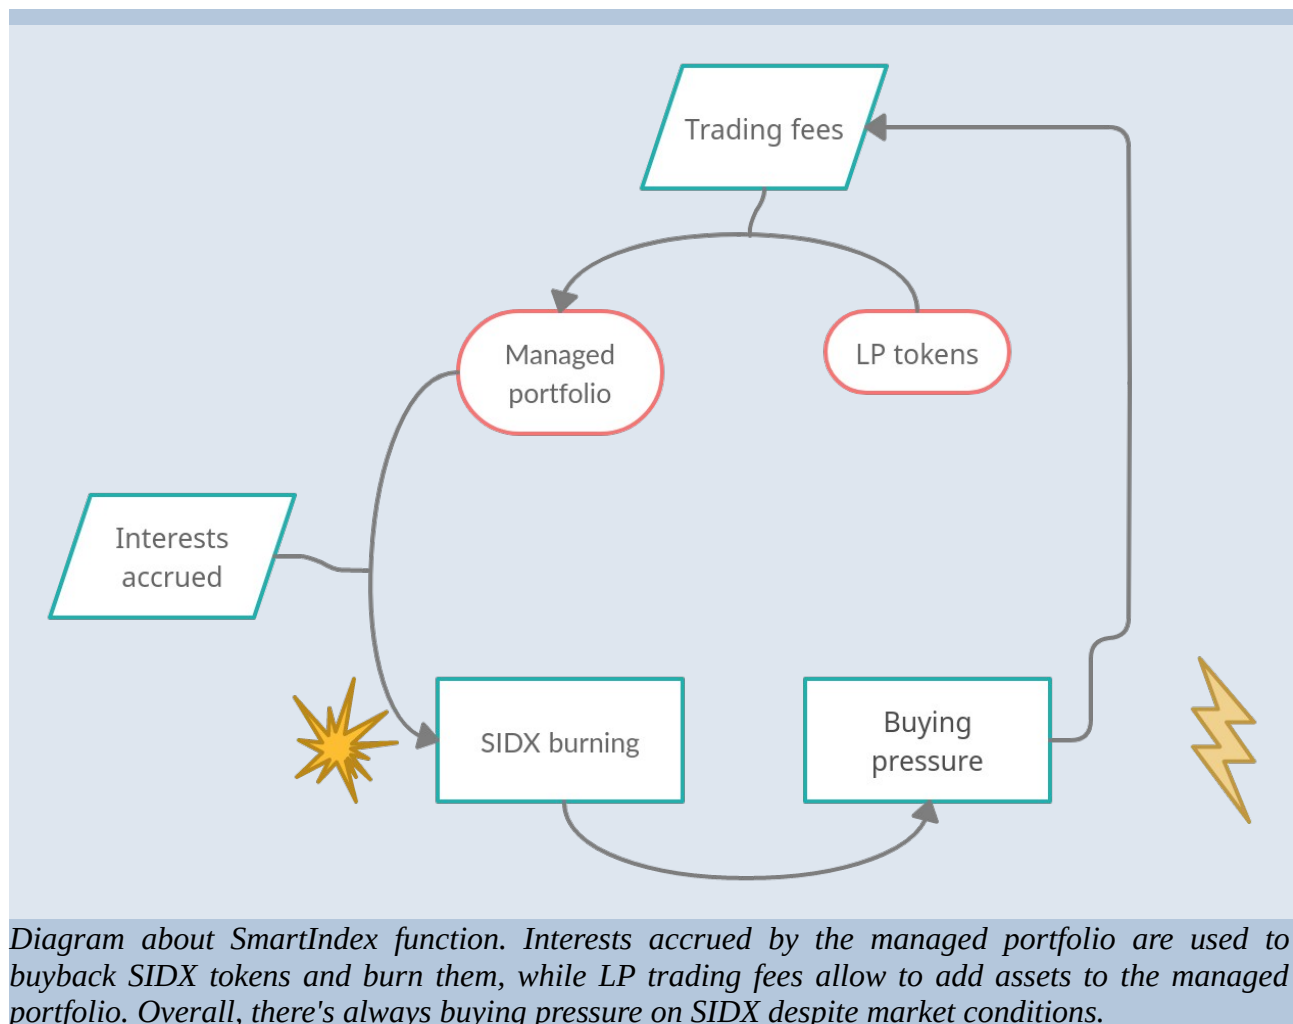 Trading fees
Managed
portfolio
LP tokens
Interests
accrued
SIDX burning
Buying
pressure
Diagram about SmartIndex function. Interests accrued by the managed portfolio are used to
buyback SIDX tokens and burn them, while LP trading fees allow to add assets to the managed
portfolio. Overall, there's always buying pressure on SIDX despite market conditions.